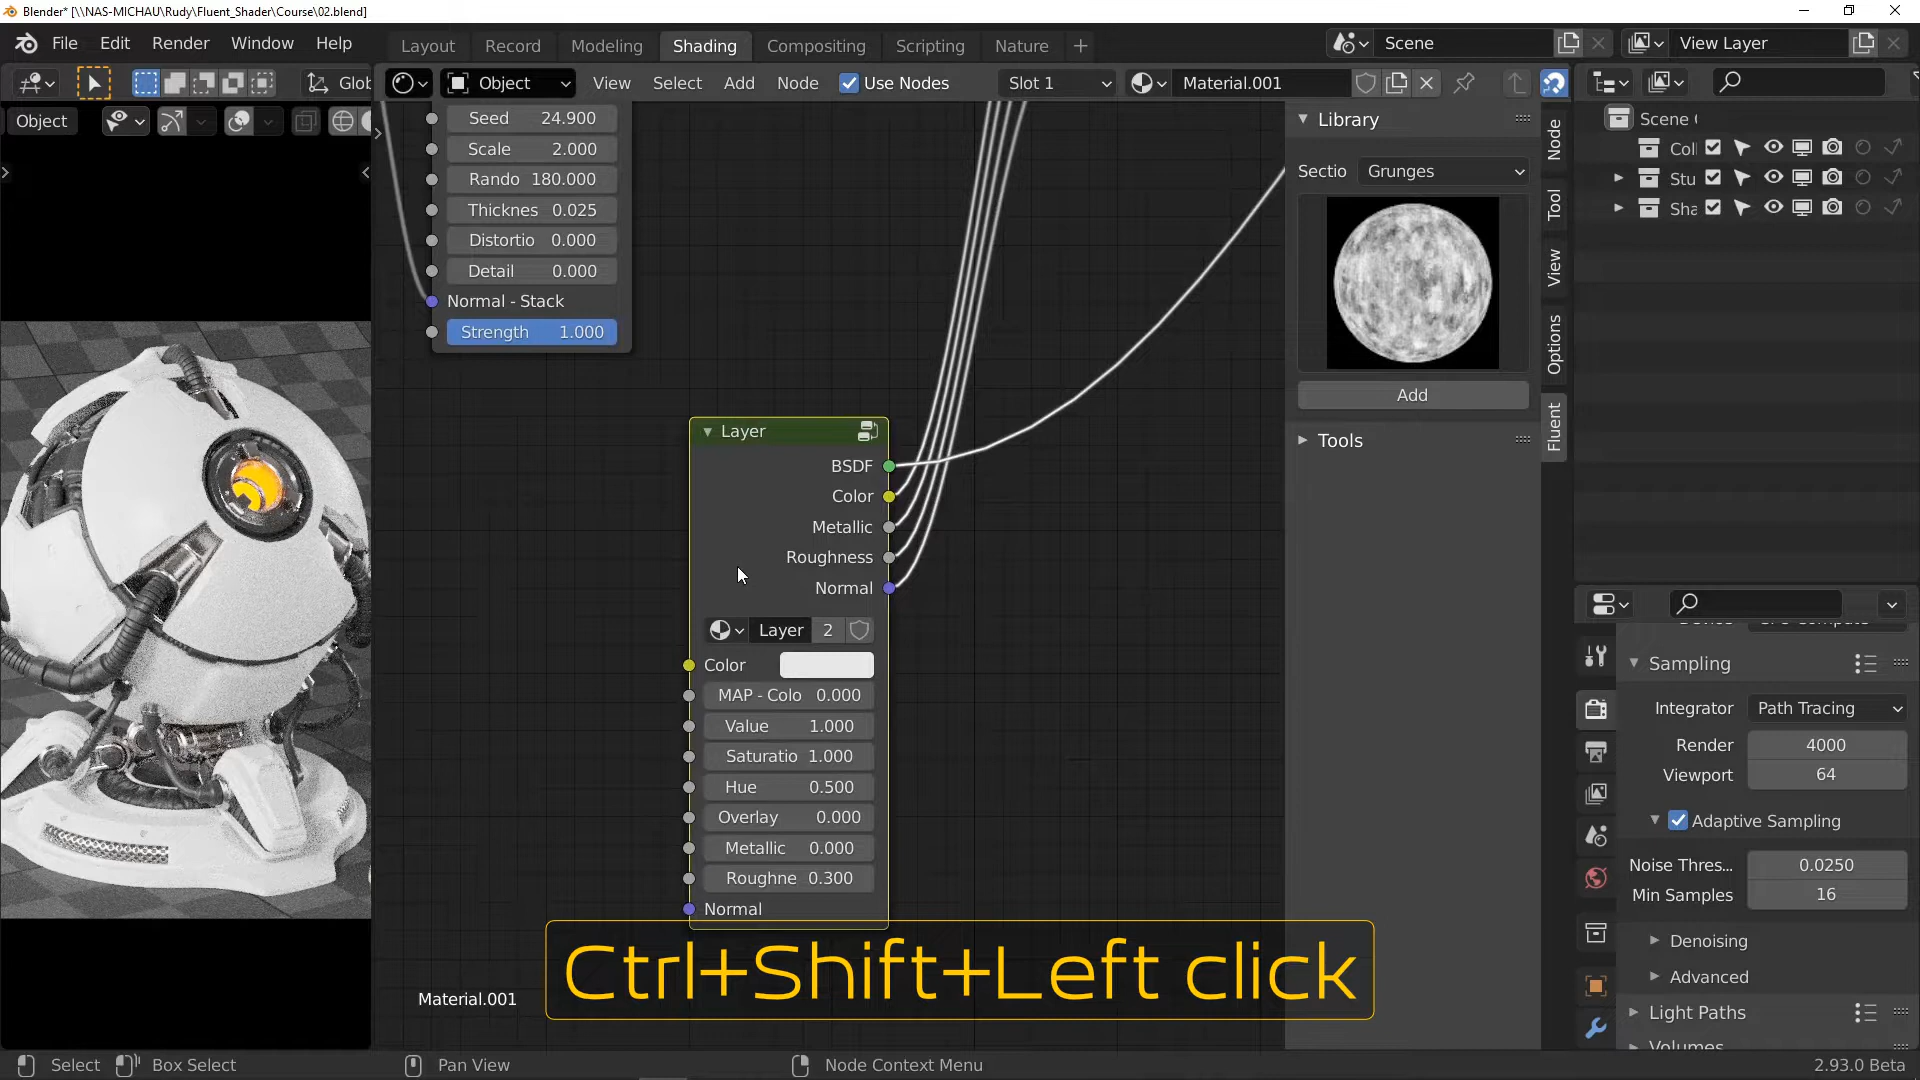 Blender* [\\NAS-MICHAU\Rudy\Fluent_Shader\Course\02.blend]
File Edit Render Window Help Layout Record Modeling Shading Compositing Scripting Nature + Scene View Layer
Glob Object View Select Add Node Use Nodes Slot 1 Material.001
Object
Seed 24.900
Scale 2.000
Rando 180.000
Thicknes 0.025
Distortio 0.000
Detail 0.000
Normal - Stack
Strength 1.000
Layer
BSDF
Color
Metallic
Roughness
Normal
Layer 2
Color
MAP - Colo 0.000
Value 1.000
Saturatio 1.000
Hue 0.500
Overlay 0.000
Metallic 0.000
Roughne 0.300
Normal
Ctrl+Shift+Left click
Material.001
Library
Sectio Grunges
Add
Tools
Node
Tool
View
Options
Fluent
Scene
Coll
Stu
Sha
Sampling
Integrator Path Tracing
Render 4000
Viewport 64
Adaptive Sampling
Noise Thres... 0.0250
Min Samples 16
Denoising
Advanced
Light Paths
Volumes
Select Box Select Pan View Node Context Menu 2.93.0 Beta